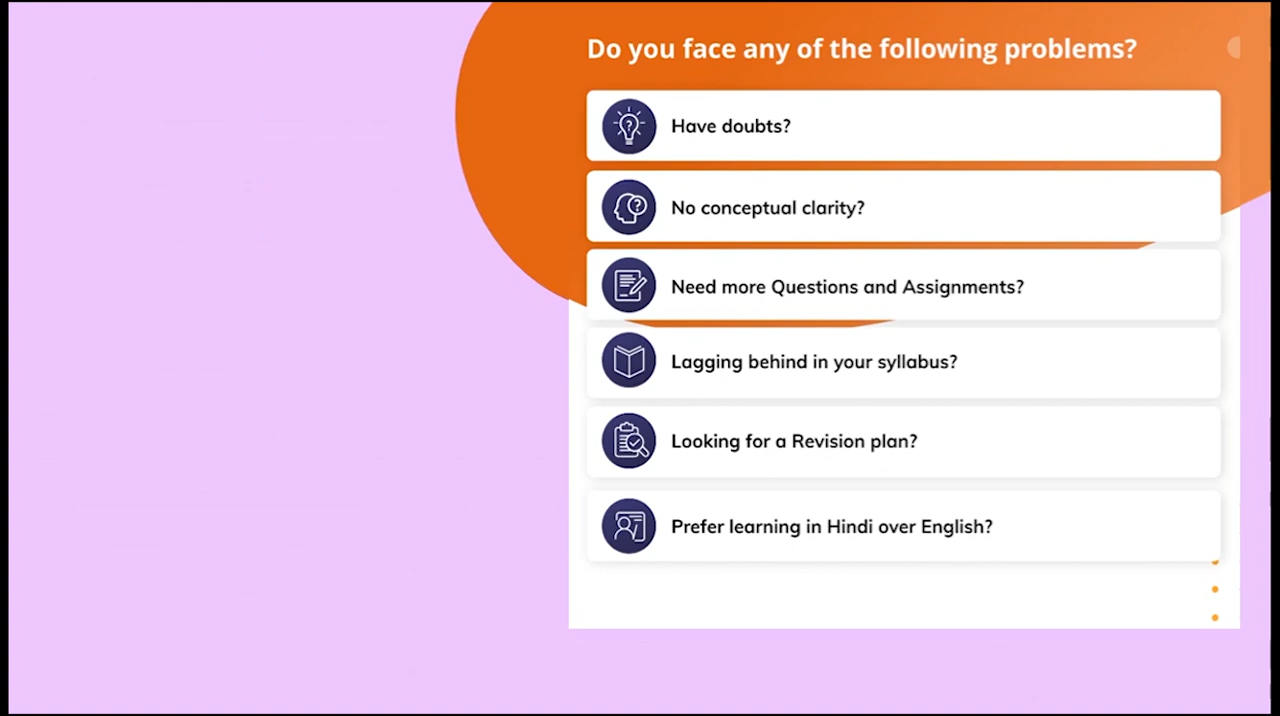 Do you face any of the following problems?
Have doubts?
No conceptual clarity?
Need more Questions and Assignments?
Lagging behind in your syllabus?
Looking for a Revision plan?
Prefer learning in Hindi over English?